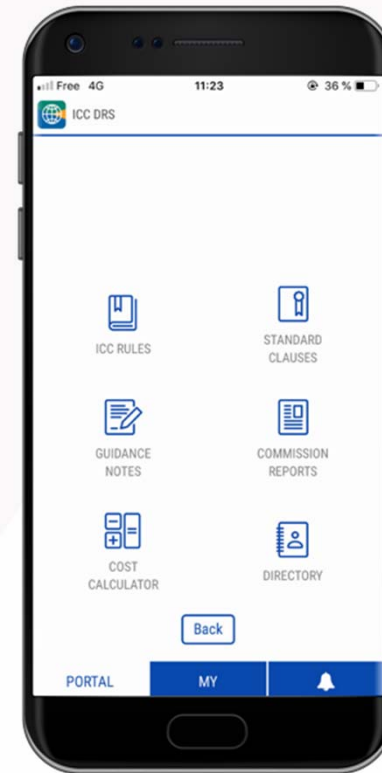 Free 4G 11:23 36 %
ICC DRS
ICC RULES
STANDARD
CLAUSES
GUIDANCE
NOTES
COMMISSION
REPORTS
COST
CALCULATOR
DIRECTORY
Back
PORTAL MY